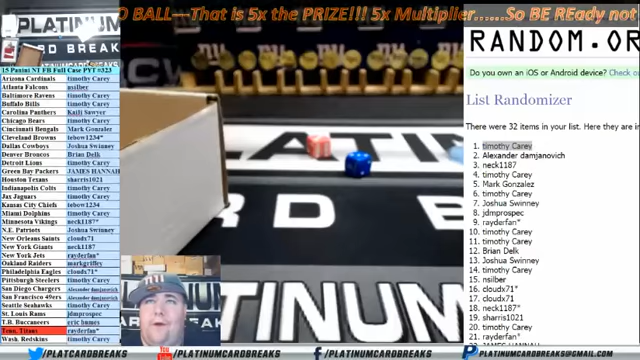 D BALL---That is 5x the PRIZE!!! 5x Multiplier......So BE REady not
15 Panini NT FB Full Case PYT #323
Arizona Cardinals timothy Carey
Atlanta Falcons nsilber
Baltimore Ravens timothy Carey
Buffalo Bills timothy Carey
Carolina Panthers Kaili Sawyer
Chicago Bears timothy Carey
Cincinnati Bengals Mark Gonzalez
Cleveland Browns tebow1234*
Dallas Cowboys Joshua Swinney
Denver Broncos Brian Delk
Detroit Lions timothy Carey
Green Bay Packers JAMES HANNAH
Houston Texans sharris1021
Indianapolis Colts timothy Carey
Jax Jaguars timothy Carey
Kansas City Chiefs tebow1234
Miami Dolphins timothy Carey
Minnesota Vikings neck1187*
N.E. Patriots Joshua Swinney
New Orleans Saints cloudx71
New York Giants neck1187
New York Jets rayderfan*
Oakland Raiders markgriffey
Philadelphia Eagles cloudx71*
Pittsburgh Steelers timothy Carey
San Diego Chargers Alexander damjanovich
San Francisco 49ers Alexander damjanovich
Seattle Seahawks timothy Carey
St. Louis Rams jdmprospec
T.B. Buccaneers eric humes
Tenn. Titans rayderfan*
Wash. Redskins timothy Carey
PLATINUM
CARD BREAKS
RD
PLATINUM
RANDOM.OR
Do you own an iOS or Android device? Check o
List Randomizer
There were 32 items in your list. Here they are i
1. timothy Carey
2. Alexander damjanovich
3. neck1187
4. timothy Carey
5. Mark Gonzalez
6. timothy Carey
7. Joshua Swinney
8. jdmprospec
9. rayderfan*
10. timothy Carey
11. timothy Carey
12. Brian Delk
13. Joshua Swinney
14. timothy Carey
15. nsilber
16. cloudx71*
17. cloudx71
18. neck1187*
19. sharris1021
20. timothy Carey
21. rayderfan*
/PLATCARDBREAKS
/PLATINUMCARDBREAKS
/PLATINUMCARDBREAKS